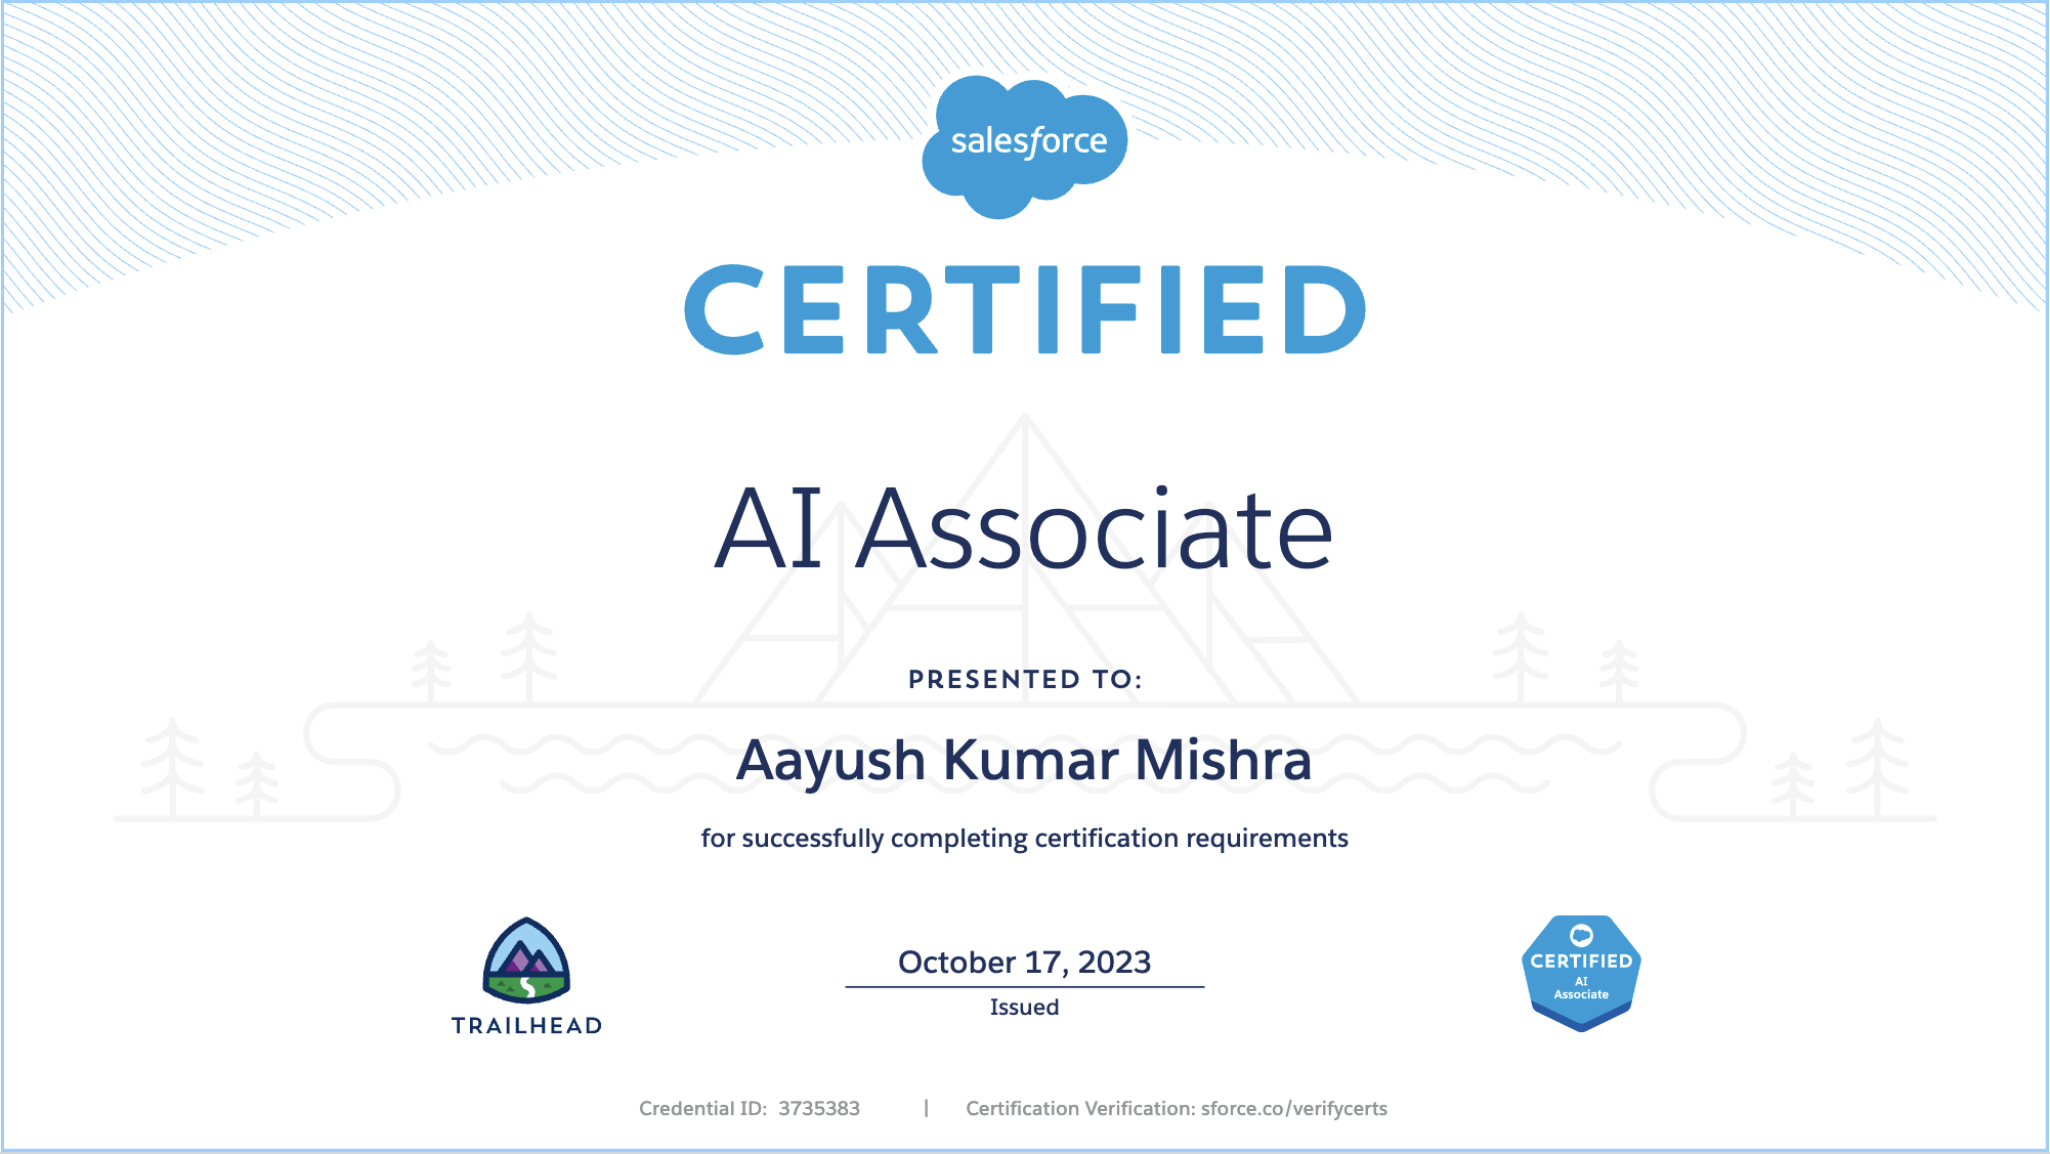 salesforce
CERTIFIED
AI Associate
PRESENTED TO:
Aayush Kumar Mishra
for successfully completing certification requirements
TRAILHEAD
October 17, 2023
Issued
CERTIFIED
AI
Associate
Credential ID: 3735383 | Certification Verification: sforce.co/verifycerts